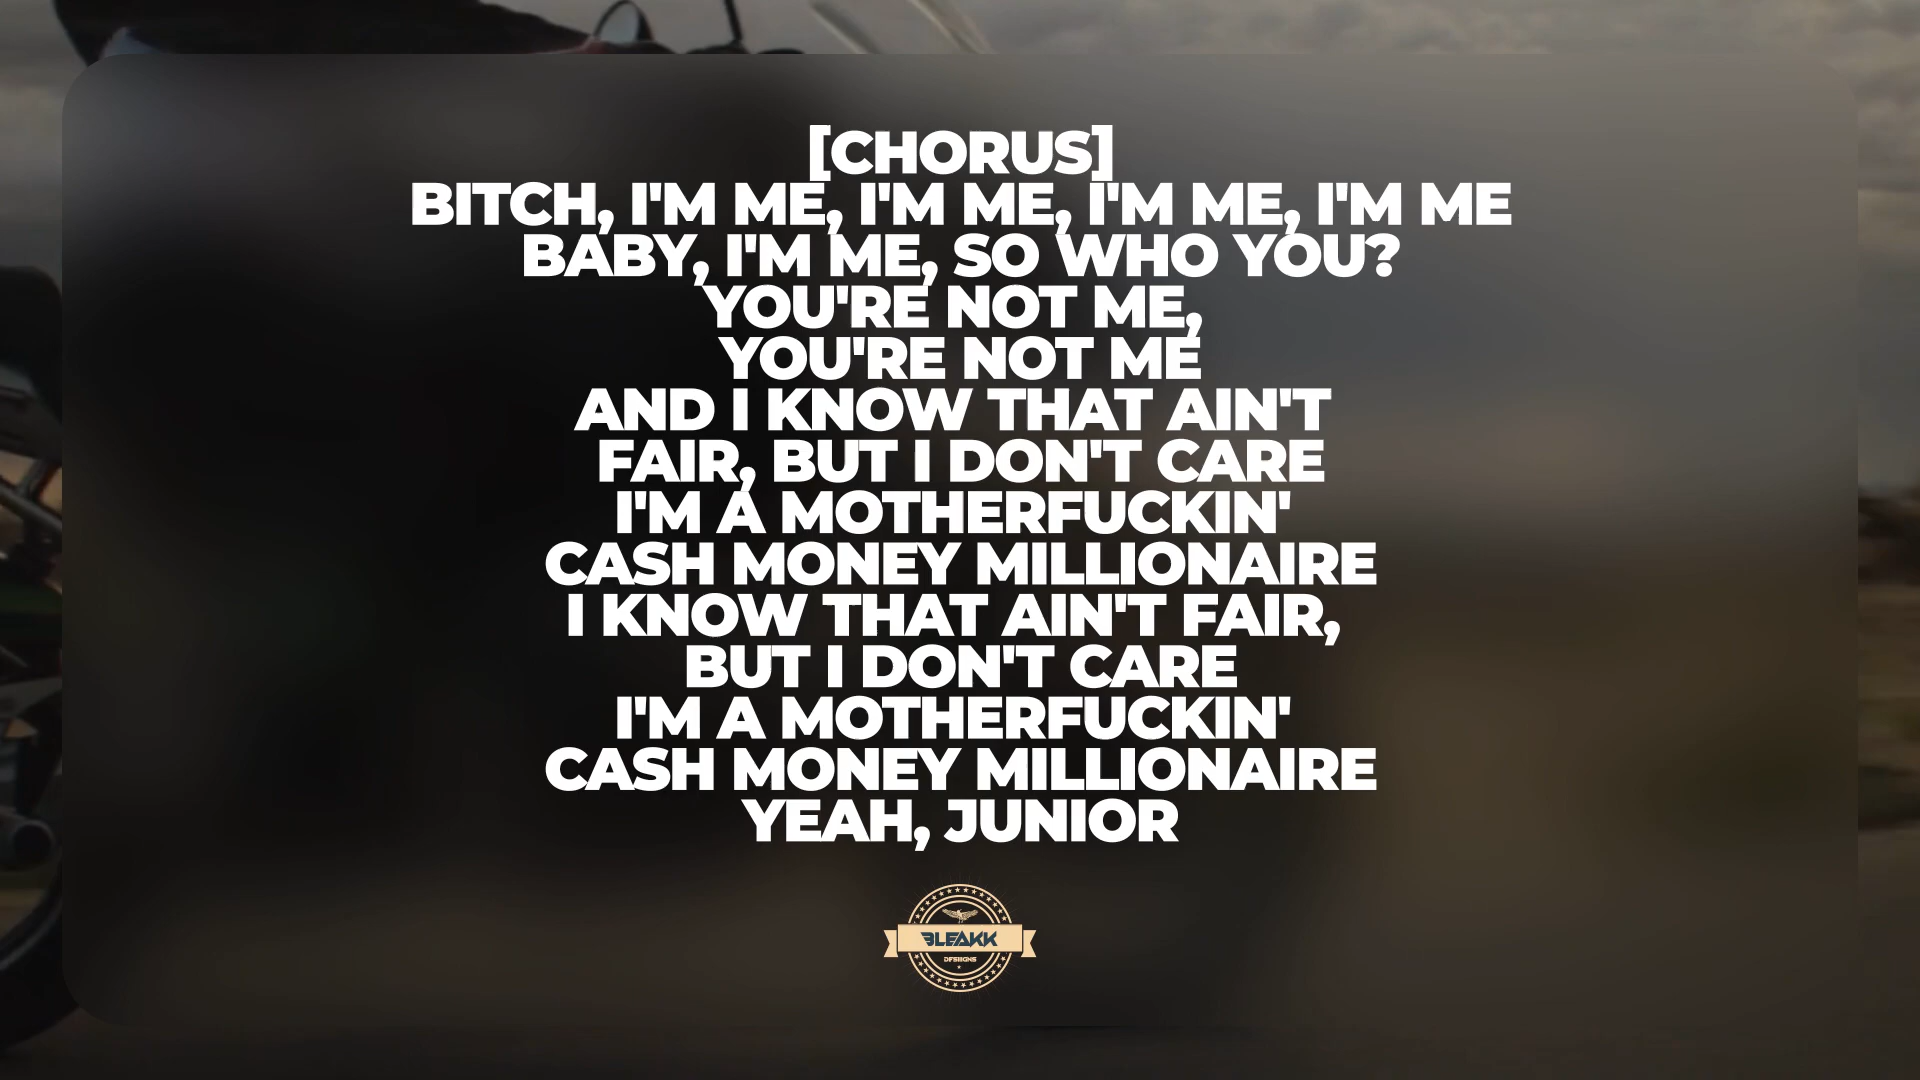 [CHORUS]
BITCH, I'M ME, I'M ME, I'M ME, I'M ME
BABY, I'M ME, SO WHO YOU?
YOU'RE NOT ME,
YOU'RE NOT ME
AND I KNOW THAT AIN'T
FAIR, BUT I DON'T CARE
I'M A MOTHERFUCKIN'
CASH MONEY MILLIONAIRE
I KNOW THAT AIN'T FAIR,
BUT I DON'T CARE
I'M A MOTHERFUCKIN'
CASH MONEY MILLIONAIRE
YEAH, JUNIOR
BLEAKK